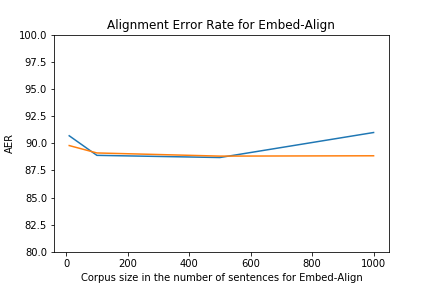 Alignment Error Rate for Embed-Align
100.0
97.5
95.0
92.5
90.0
87.5
85.0
82.5
80.0
AER
0 200 400 600 800 1000
Corpus size in the number of sentences for Embed-Align